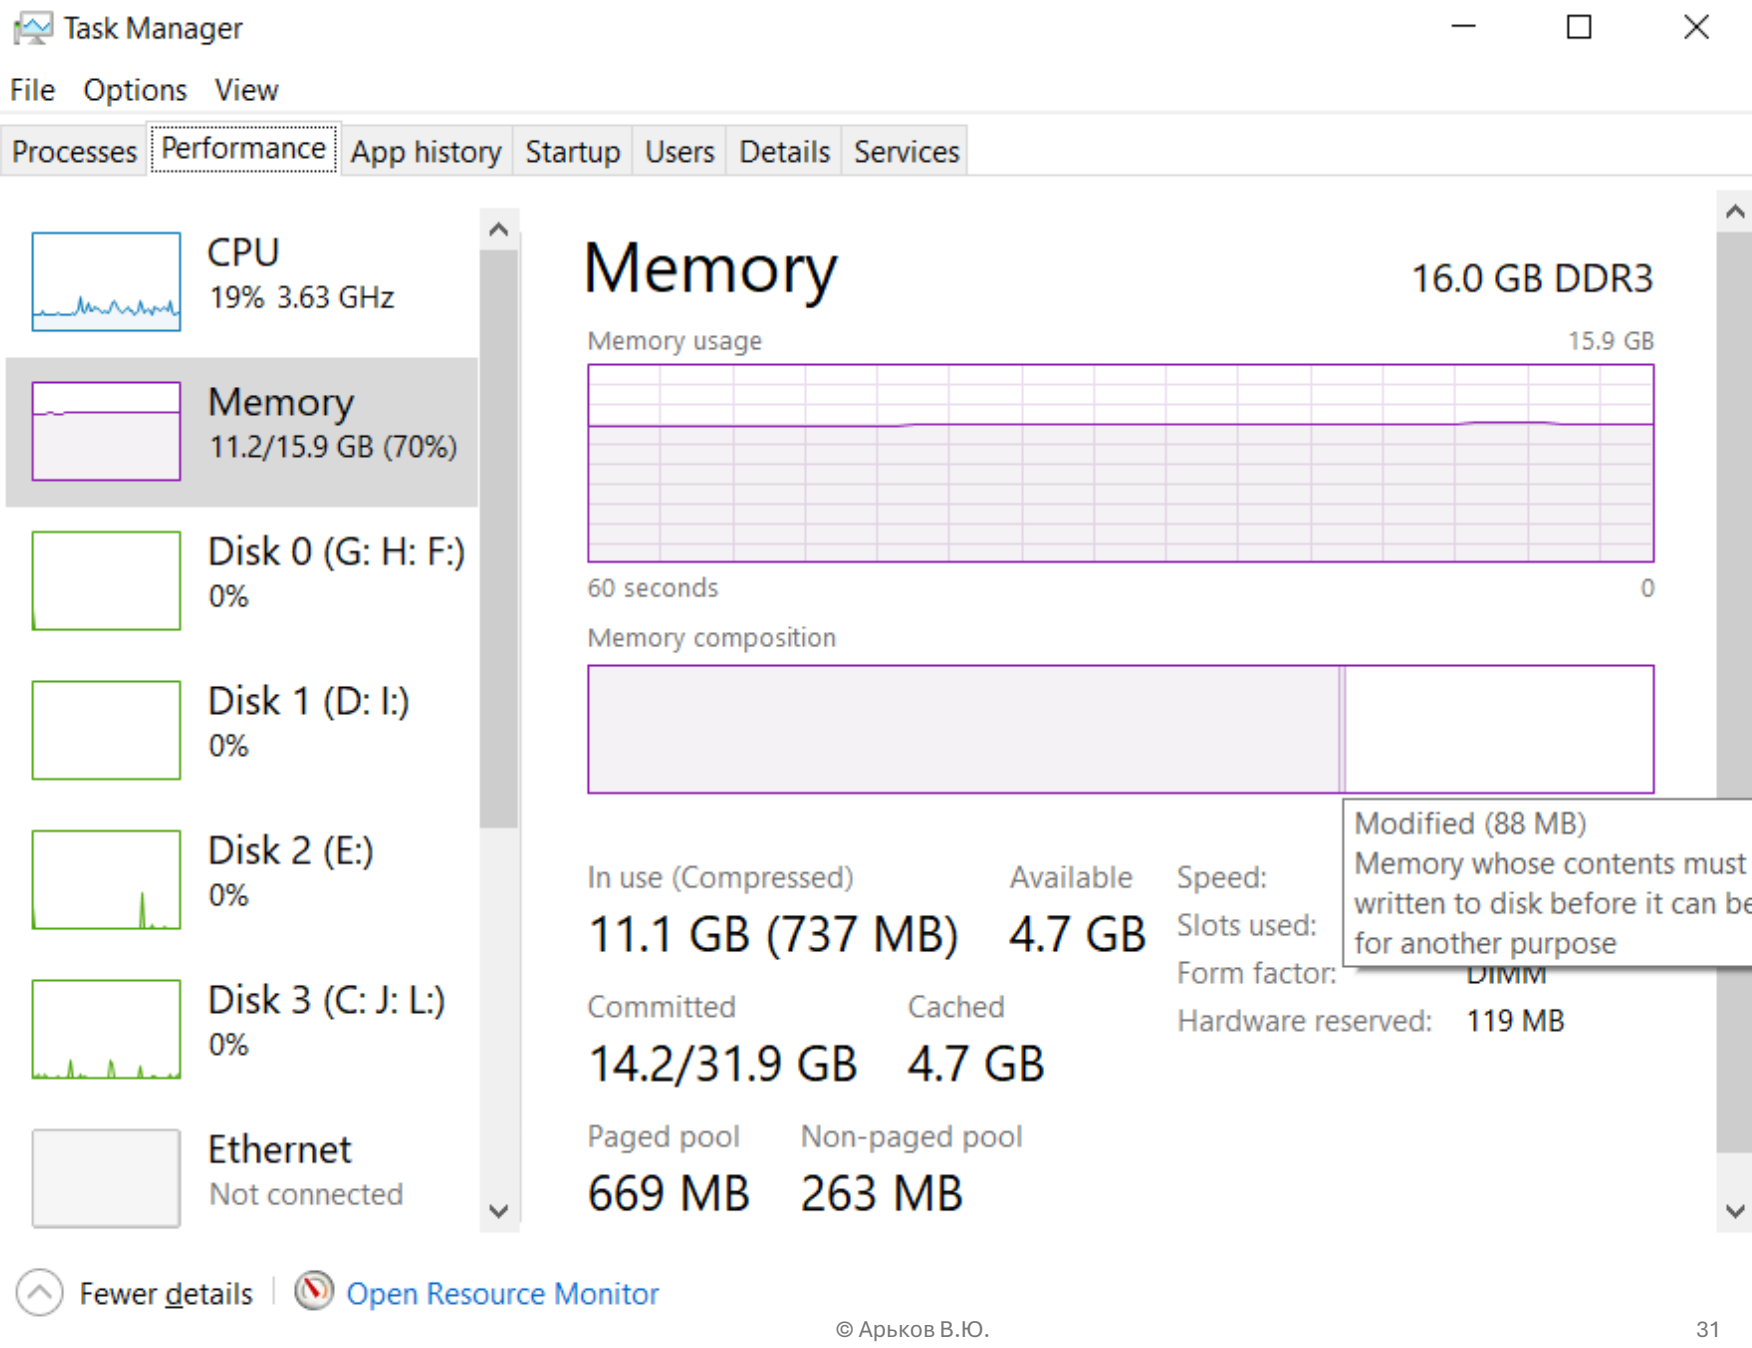 Task Manager
File Options View
Processes Performance App history Startup Users Details Services
CPU
19% 3.63 GHz
Memory
11.2/15.9 GB (70%)
Disk 0 (G: H: F:)
0%
Disk 1 (D: I:)
0%
Disk 2 (E:)
0%
Disk 3 (C: J: L:)
0%
Ethernet
Not connected
Memory 16.0 GB DDR3
Memory usage 15.9 GB
60 seconds 0
Memory composition
Modified (88 MB)
Memory whose contents must
written to disk before it can be
for another purpose
In use (Compressed) Available
11.1 GB (737 MB) 4.7 GB
Committed Cached
14.2/31.9 GB 4.7 GB
Paged pool Non-paged pool
669 MB 263 MB
Speed:
Slots used:
Form factor: DIMM
Hardware reserved: 119 MB
Fewer details Open Resource Monitor
© Арьков В.Ю. 31